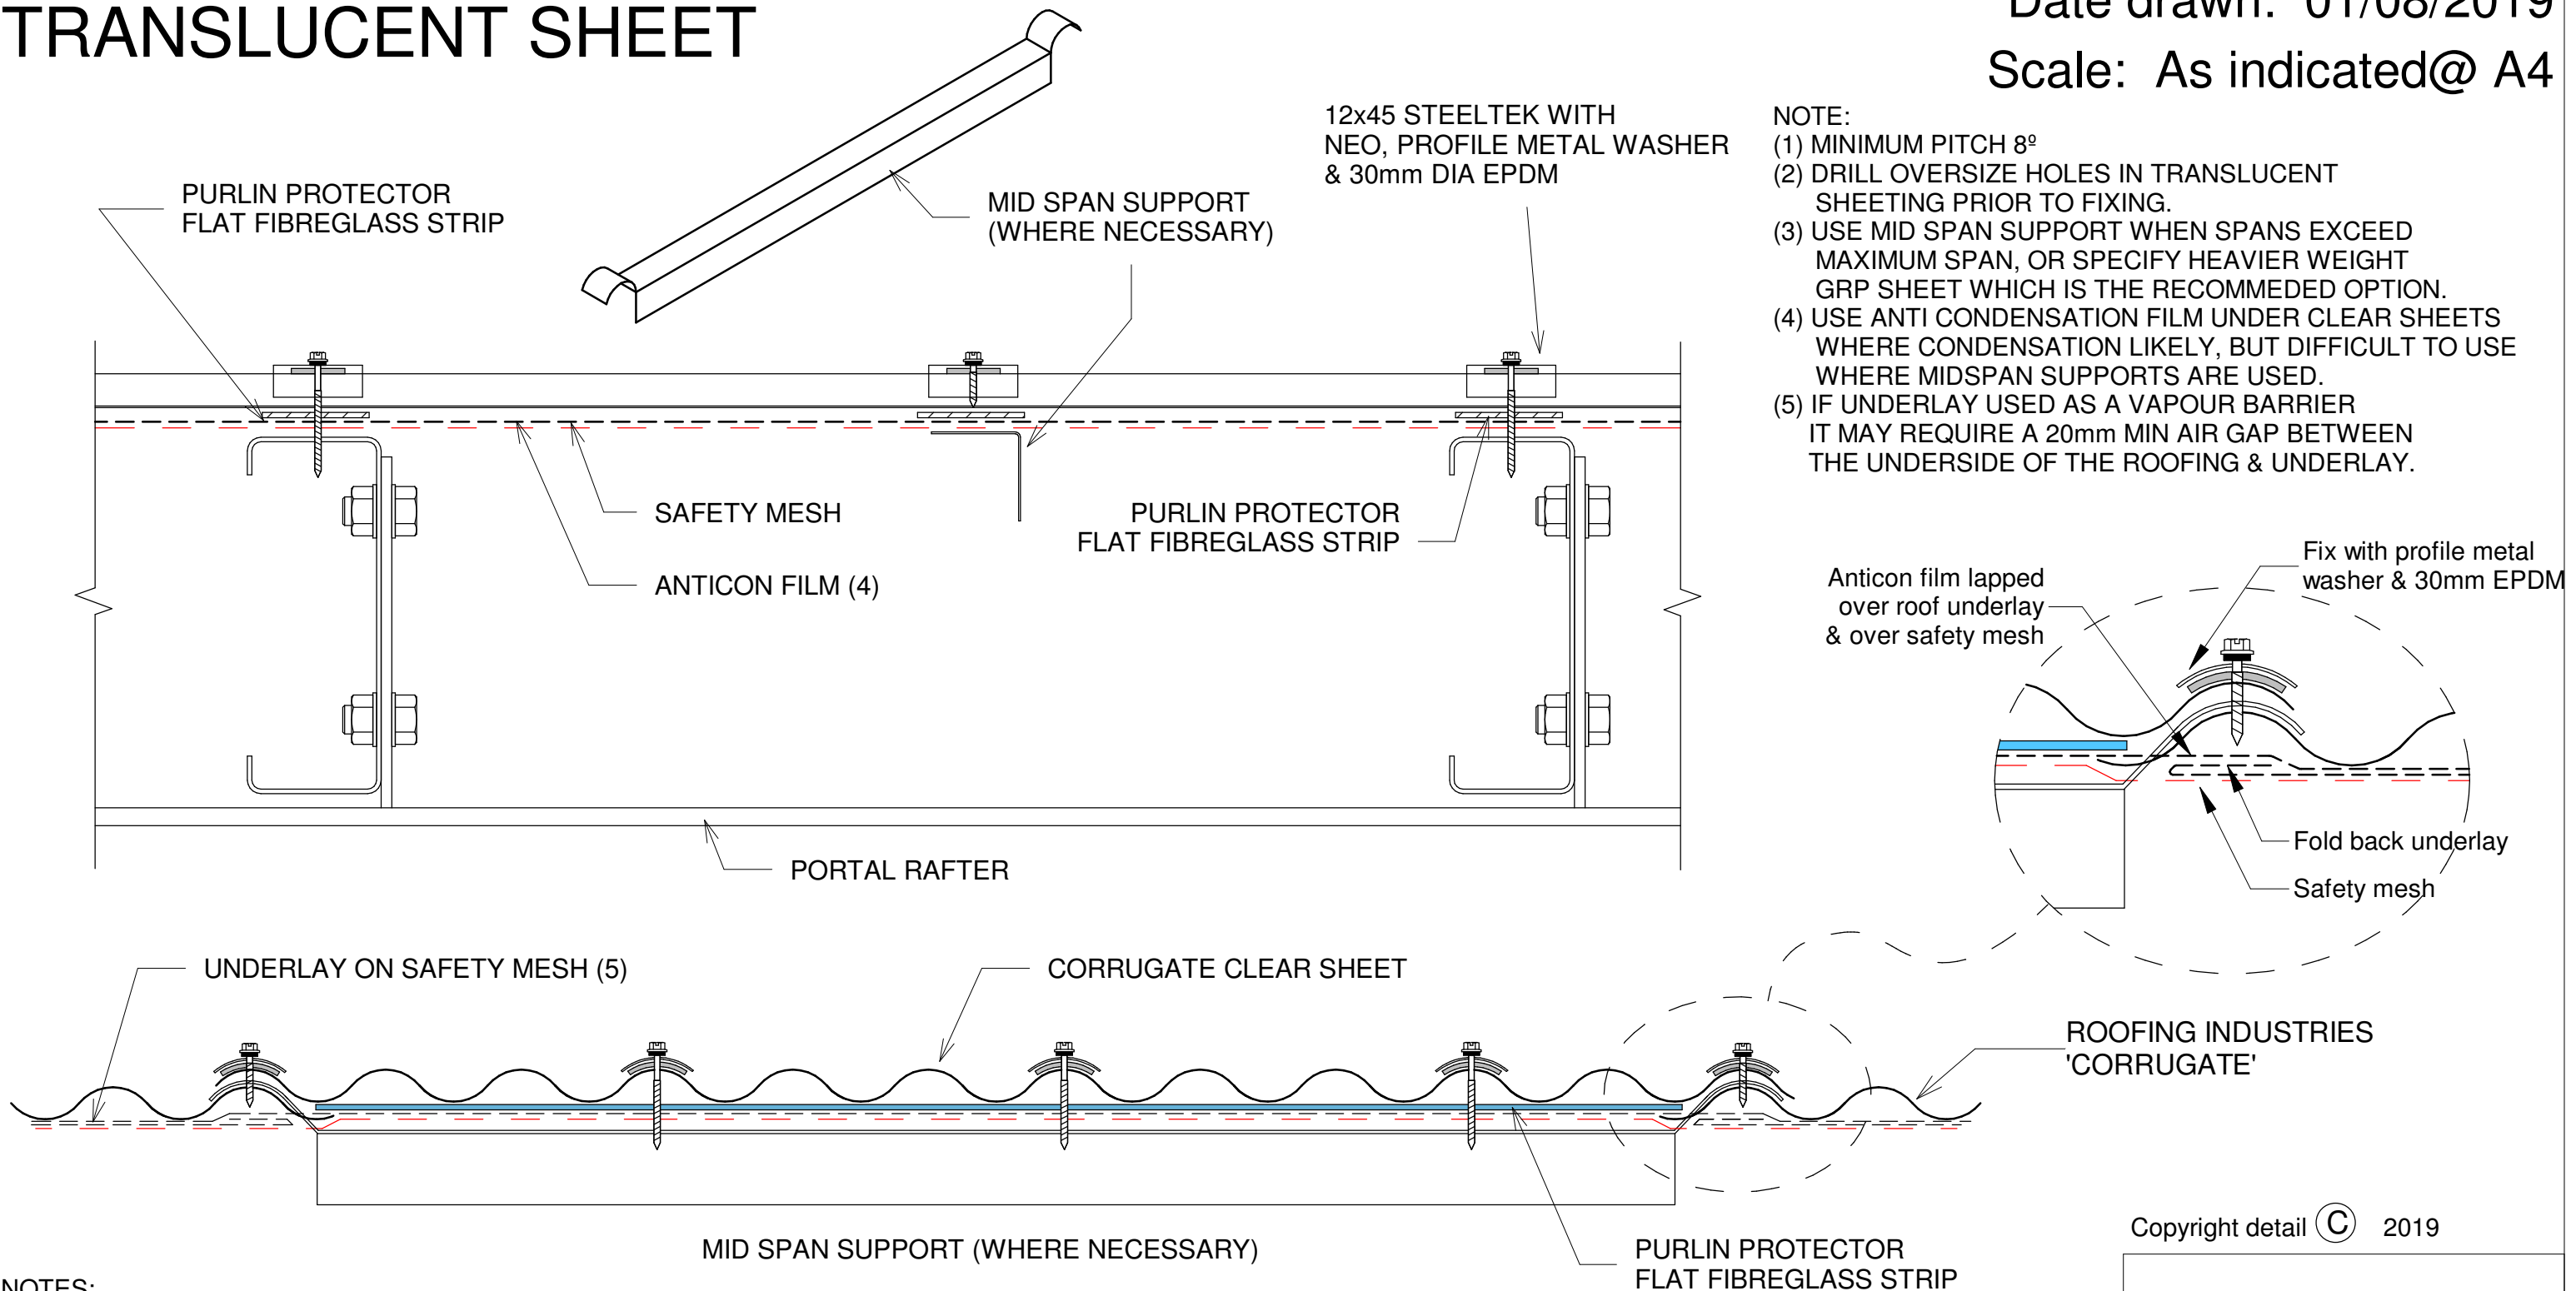 TRANSLUCENT SHEET
Date drawn: 01/08/2019
Scale: As indicated@ A4
12x45 STEELTEK WITH
NEO, PROFILE METAL WASHER
& 30mm DIA EPDM
NOTE:
(1) MINIMUM PITCH 8º
(2) DRILL OVERSIZE HOLES IN TRANSLUCENT
SHEETING PRIOR TO FIXING.
(3) USE MID SPAN SUPPORT WHEN SPANS EXCEED
MAXIMUM SPAN, OR SPECIFY HEAVIER WEIGHT
GRP SHEET WHICH IS THE RECOMMEDED OPTION.
(4) USE ANTI CONDENSATION FILM UNDER CLEAR SHEETS
WHERE CONDENSATION LIKELY, BUT DIFFICULT TO USE
WHERE MIDSPAN SUPPORTS ARE USED.
(5) IF UNDERLAY USED AS A VAPOUR BARRIER
IT MAY REQUIRE A 20mm MIN AIR GAP BETWEEN
THE UNDERSIDE OF THE ROOFING & UNDERLAY.
PURLIN PROTECTOR
FLAT FIBREGLASS STRIP
MID SPAN SUPPORT
(WHERE NECESSARY)
SAFETY MESH
ANTICON FILM (4)
PURLIN PROTECTOR
FLAT FIBREGLASS STRIP
PORTAL RAFTER
Fix with profile metal
washer & 30mm EPDM
Anticon film lapped
over roof underlay
& over safety mesh
Fold back underlay
Safety mesh
UNDERLAY ON SAFETY MESH (5)
CORRUGATE CLEAR SHEET
ROOFING INDUSTRIES
'CORRUGATE'
MID SPAN SUPPORT (WHERE NECESSARY)
PURLIN PROTECTOR
FLAT FIBREGLASS STRIP
Copyright detail © 2019
NOTES: